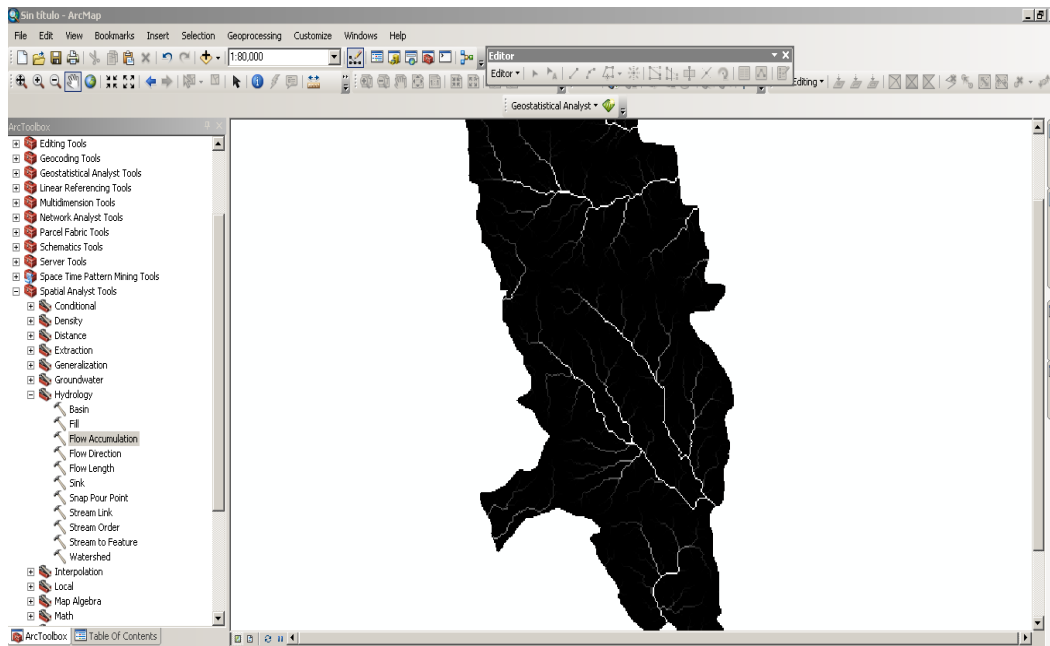 Sin título - ArcMap
File Edit View Bookmarks Insert Selection Geoprocessing Customize Windows Help
1:80,000
Editor
Editor
Editing
Geostatistical Analyst
ArcToolbox
Editing Tools
Geocoding Tools
Geostatistical Analyst Tools
Linear Referencing Tools
Multidimension Tools
Network Analyst Tools
Parcel Fabric Tools
Schematics Tools
Server Tools
Space Time Pattern Mining Tools
Spatial Analyst Tools
Conditional
Density
Distance
Extraction
Generalization
Groundwater
Hydrology
Basin
Fill
Flow Accumulation
Flow Direction
Flow Length
Sink
Snap Pour Point
Stream Link
Stream Order
Stream to Feature
Watershed
Interpolation
Local
Map Algebra
Math
ArcToolbox Table Of Contents